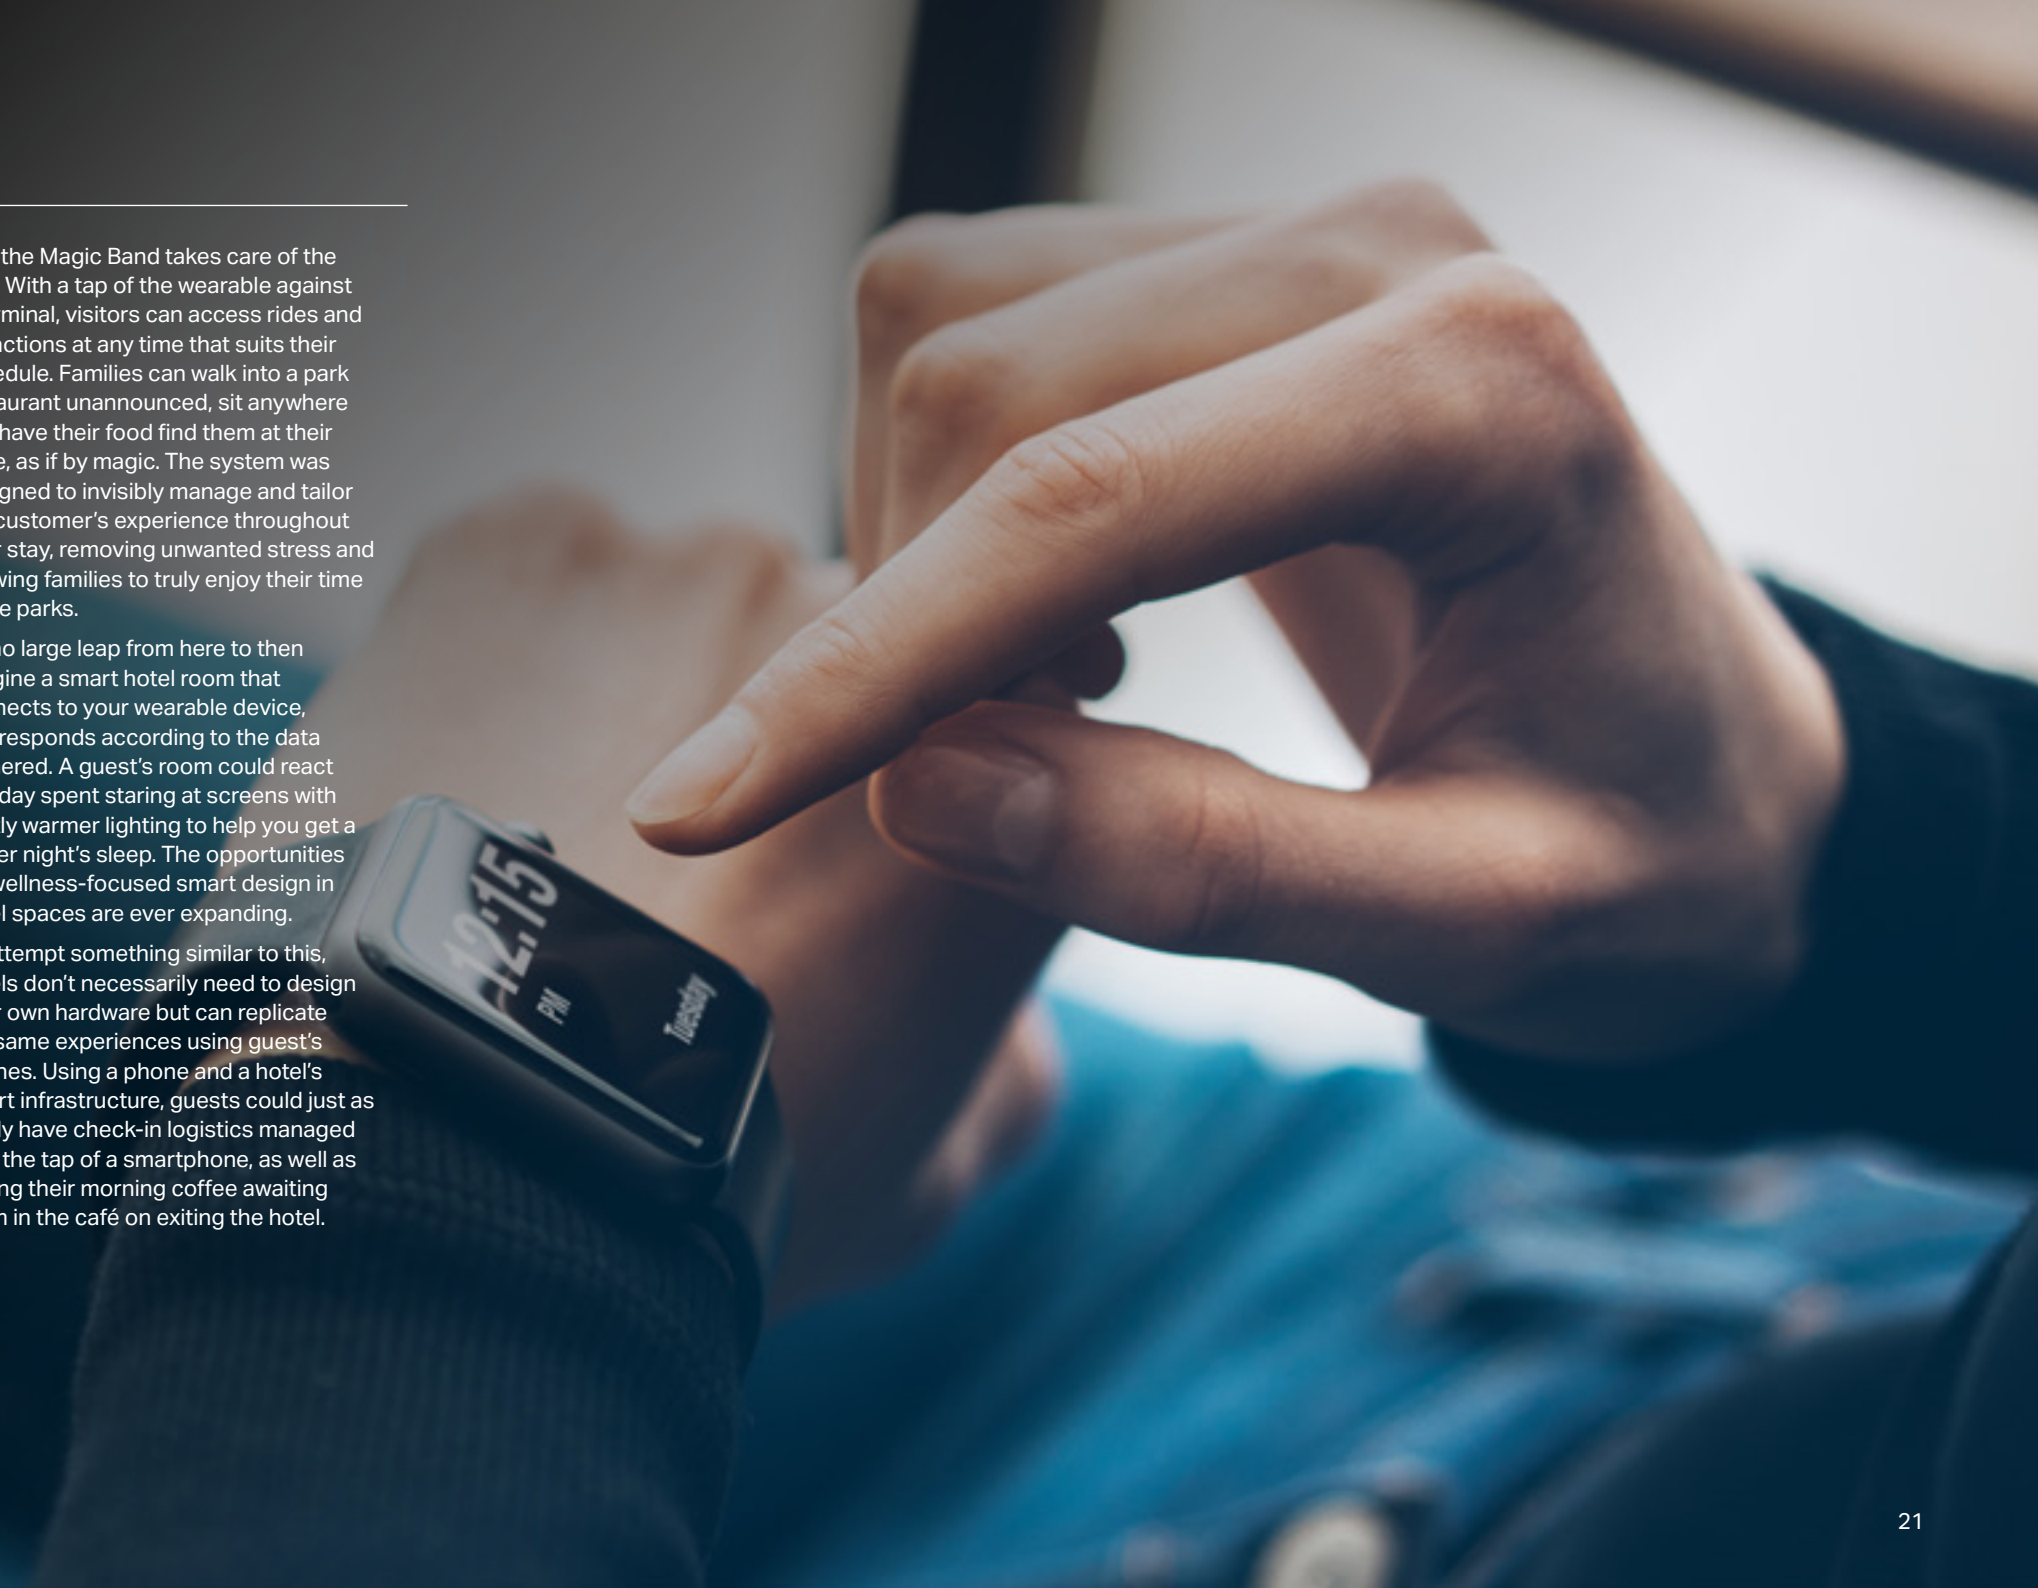 the Magic Band takes care of the
With a tap of the wearable against
minal, visitors can access rides and
ctions at any time that suits their
edule. Families can walk into a park
aurant unannounced, sit anywhere
have their food find them at their
e, as if by magic. The system was
gned to invisibly manage and tailor
customer’s experience throughout
r stay, removing unwanted stress and
wing families to truly enjoy their time
e parks.
no large leap from here to then
gine a smart hotel room that
nects to your wearable device,
responds according to the data
ered. A guest’s room could react
day spent staring at screens with
ly warmer lighting to help you get a
er night’s sleep. The opportunities
wellness-focused smart design in
l spaces are ever expanding.
ttempt something similar to this,
ls don’t necessarily need to design
r own hardware but can replicate
same experiences using guest’s
nes. Using a phone and a hotel’s
rt infrastructure, guests could just as
ly have check-in logistics managed
the tap of a smartphone, as well as
ng their morning coffee awaiting
m in the café on exiting the hotel.
12:15
PM
Tuesday
21